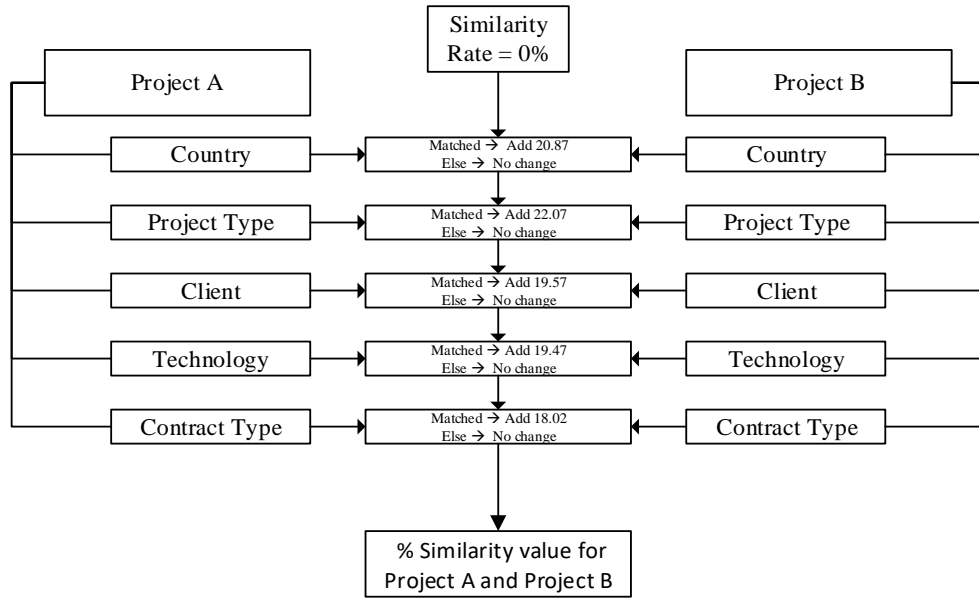 Similarity
Rate = 0%
Project A
Project B
Country
Matched → Add 20.87
Else → No change
Country
Project Type
Matched → Add 22.07
Else → No change
Project Type
Client
Matched → Add 19.57
Else → No change
Client
Technology
Matched → Add 19.47
Else → No change
Technology
Contract Type
Matched → Add 18.02
Else → No change
Contract Type
% Similarity value for
Project A and Project B